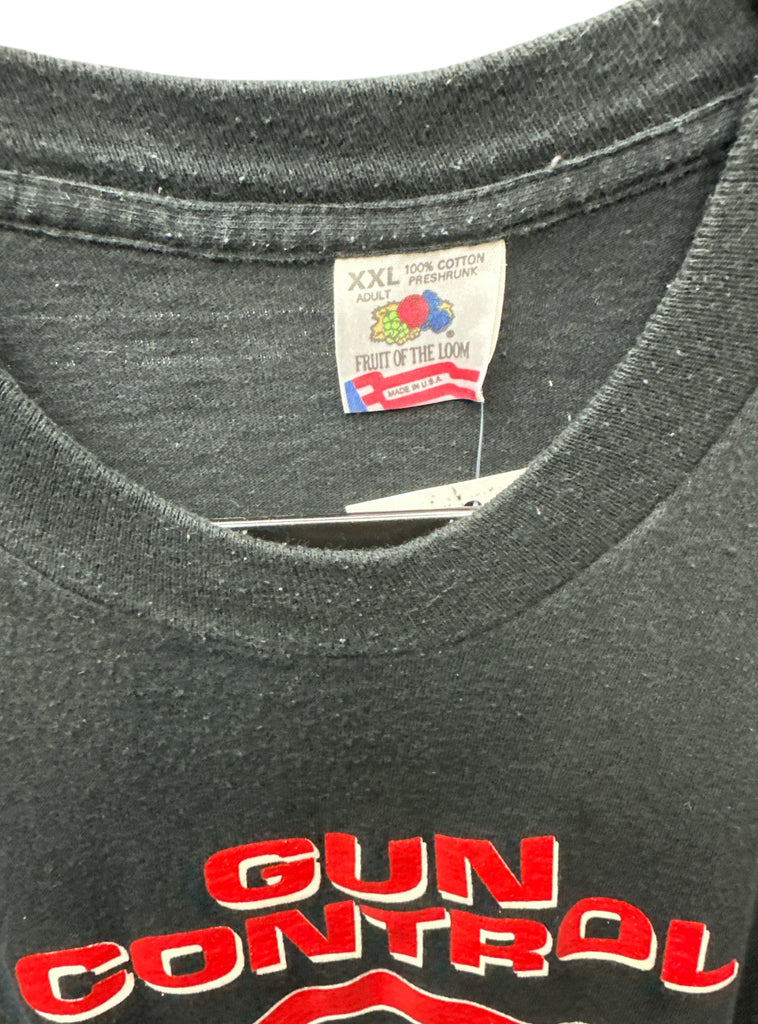 XXL 100% COTTON
ADULT PRESHRUNK
®
FRUIT OF THE LOOM
MADE IN U.S.A.
GUN
CONTROL